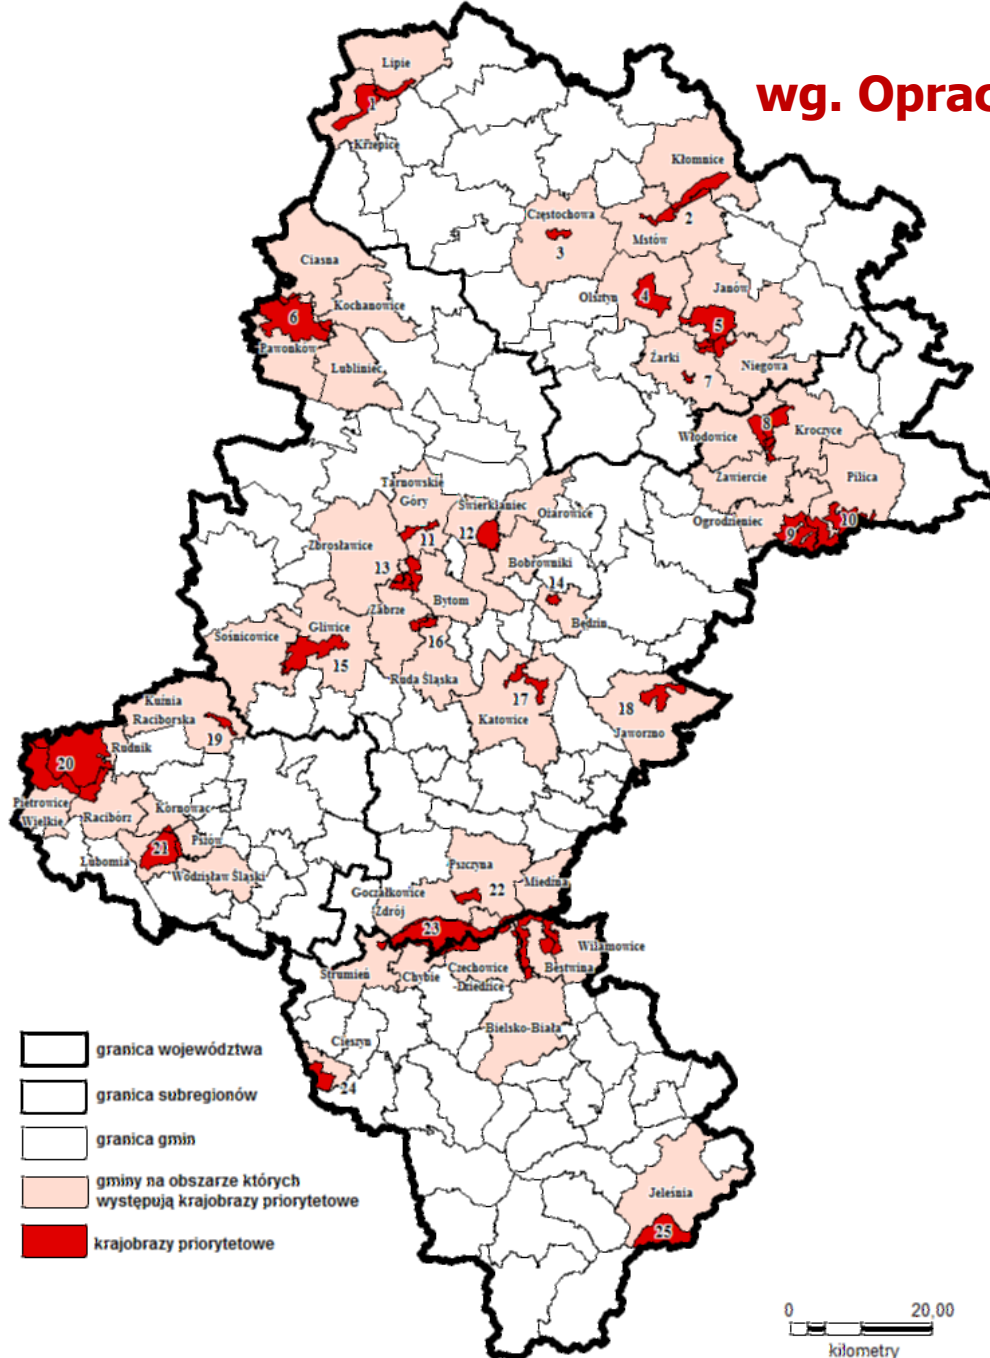 wg. Oprac
Lipie
1
Krzepice
Kłomnice
Częstochowa
2
Mstów
3
Ciasna
Olsztyn
4
Janów
Kochanowice
6
5
Pawonków
Żarki
Niegowa
Lubliniec
7
8
Włodowice
Kroczyce
Zawiercie
Pilica
Tarnowskie
Góry
Świerklaniec
Ożarowice
Ogrodzieniec
9
10
11
12
Zbrosławice
13
Bobrowniki
14
Zabrze
Bytom
Będzin
Gliwice
Sośnicowice
16
15
Ruda Śląska
17
Katowice
18
Jaworzno
Kuźnia
Raciborska
19
Rudnik
20
Pietrowice
Wielkie
Racibórz
Kornowac
21
Pszów
Lubomia
Wodzisław Śląski
Pszczyna
Miedźna
Goczałkowice
Zdrój
22
23
Wilamowice
Strumień
Chybie
Czechowice
-Dziedzice
Bestwina
Bielsko-Biała
Cieszyn
24
Jeleśnia
25
granica województwa
granica subregionów
granica gmin
gminy na obszarze których
występują krajobrazy priorytetowe
krajobrazy priorytetowe
0 20,00
kilometry